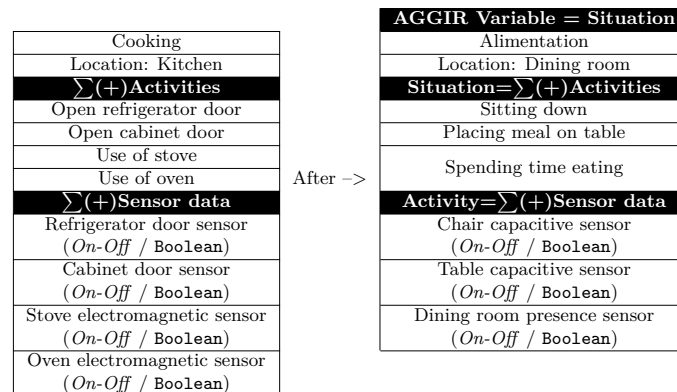 Cooking
Location: Kitchen
∑(+)Activities
Open refrigerator door
Open cabinet door
Use of stove
Use of oven
∑(+)Sensor data
Refrigerator door sensor
(On-Off / Boolean)
Cabinet door sensor
(On-Off / Boolean)
Stove electromagnetic sensor
(On-Off / Boolean)
Oven electromagnetic sensor
(On-Off / Boolean)
After –>
AGGIR Variable = Situation
Alimentation
Location: Dining room
Situation=∑(+)Activities
Sitting down
Placing meal on table
Spending time eating
Activity=∑(+)Sensor data
Chair capacitive sensor
(On-Off / Boolean)
Table capacitive sensor
(On-Off / Boolean)
Dining room presence sensor
(On-Off / Boolean)